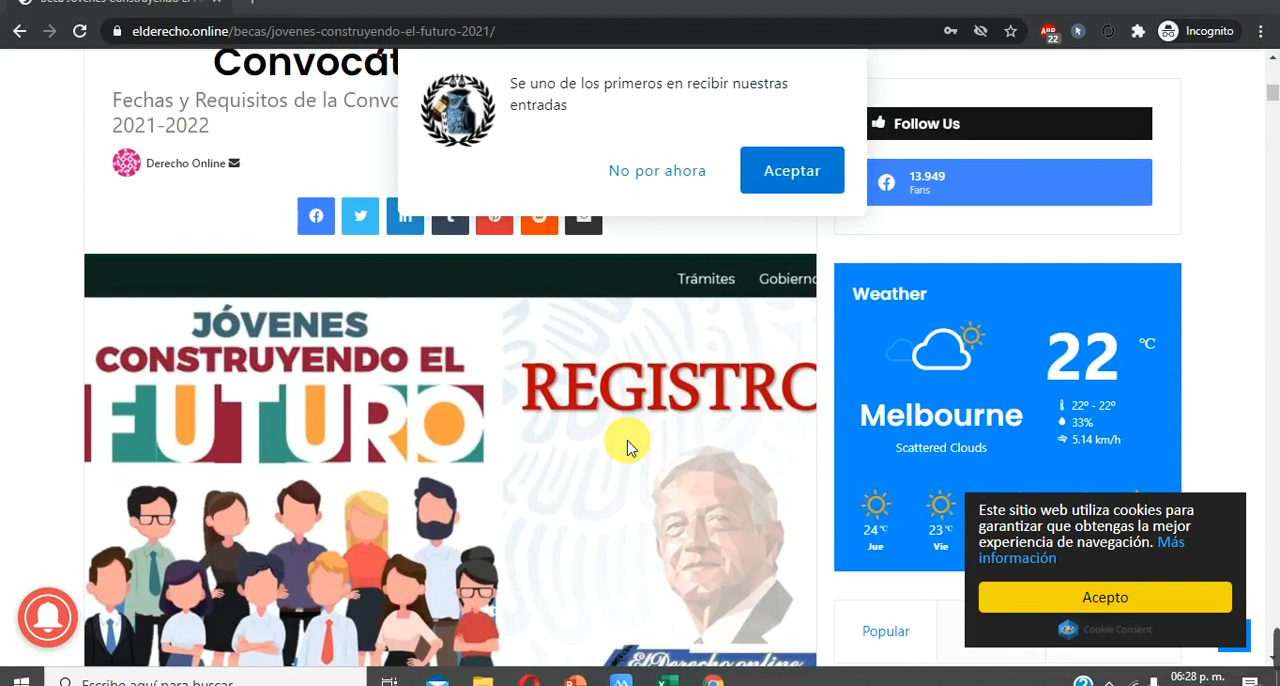 elderecho.online/becas/jovenes-construyendo-el-futuro-2021/
22
Incognito
Fechas y Requisitos de la
2021-2022
Derecho Online
Se uno de los primeros en recibir nuestras
entradas
No por ahora
Aceptar
Follow Us
13.949
Fans
Trámites
JÓVENES
CONSTRUYENDO EL
FUTURO
REGISTRO
Weather
22 °C
22º - 22º
33%
5.14 km/h
Melbourne
Scattered Clouds
24 °C
Jue
23 °C
Vie
Este sitio web utiliza cookies para
garantizar que obtengas la mejor
experiencia de navegación. Más
información
Acepto
Cookie Consent
Popular
ElDerecho.online
Escribe aquí para buscar
06:28 p. m.